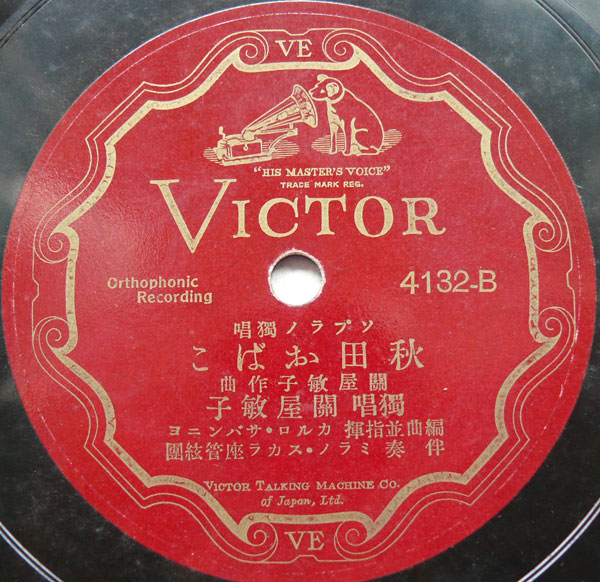 VE
"HIS MASTER'S VOICE"
TRADE MARK REG.
VICTOR
Orthophonic
Recording
4132-B
ソプラノ獨唱
秋田おばこ
關屋敏子作曲
獨唱 關屋敏子
編曲並指揮 カルロ・サバンニヨ
伴奏 ミラノ・スカラ座管絃團
VICTOR TALKING MACHINE CO.
of Japan, Ltd.
VE